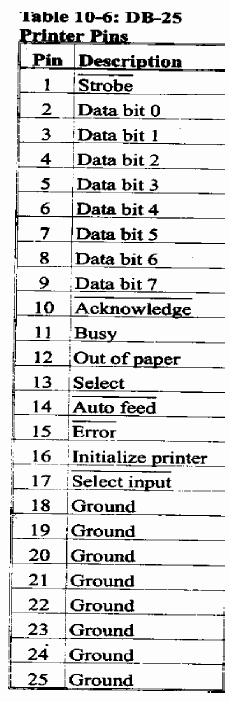 Table 10-6: DB-25
Printer Pins
Pin Description
1 Strobe
2 Data bit 0
3 Data bit 1
4 Data bit 2
5 Data bit 3
6 Data bit 4
7 Data bit 5
8 Data bit 6
9 Data bit 7
10 Acknowledge
11 Busy
12 Out of paper
13 Select
14 Auto feed
15 Error
16 Initialize printer
17 Select input
18 Ground
19 Ground
20 Ground
21 Ground
22 Ground
23 Ground
24 Ground
25 Ground